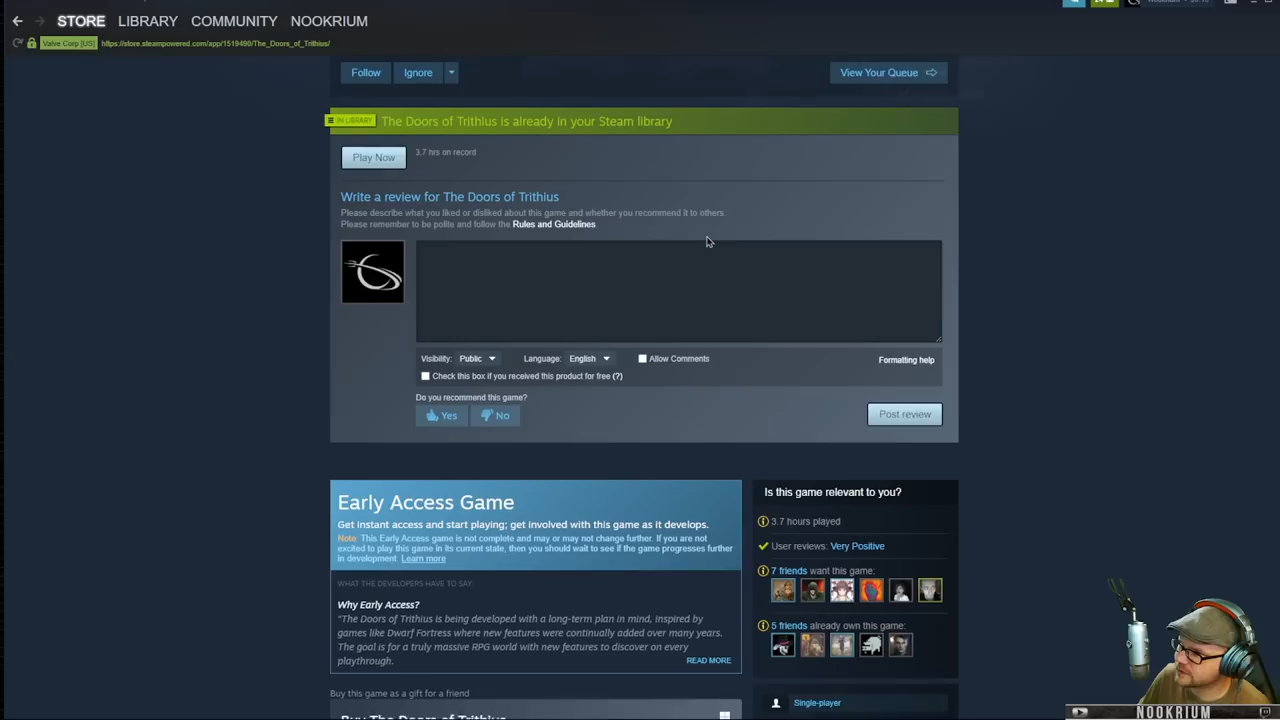 STORE LIBRARY COMMUNITY NOOKRIUM
Valve Corp [US] https://store.steampowered.com/app/1519490/The_Doors_of_Trithius/
Follow Ignore View Your Queue
IN LIBRARY The Doors of Trithius is already in your Steam library
Play Now 3.7 hrs on record
Write a review for The Doors of Trithius
Please describe what you liked or disliked about this game and whether you recommend it to others.
Please remember to be polite and follow the Rules and Guidelines.
Visibility: Public Language: English Allow Comments Formatting help
Check this box if you received this product for free (?)
Do you recommend this game?
Yes No Post review
Early Access Game
Get instant access and start playing; get involved with this game as it develops.
Note: This Early Access game is not complete and may or may not change further. If you are
not excited to play this game in its current state, then you should wait to see if the game progresses further
in development. Learn more
WHAT THE DEVELOPERS HAVE TO SAY:
Why Early Access?
"The Doors of Trithius is being developed with a long-term plan in mind, inspired by
games like Dwarf Fortress where new features were continually added over many years.
The goal is for a truly massive RPG world with new features to discover on every
playthrough. READ MORE
Buy this game as a gift for a friend
Buy The Doors of Trithius
Is this game relevant to you?
3.7 hours played
User reviews: Very Positive
7 friends want this game:
5 friends already own this game:
Single-player
NOOKRIUM